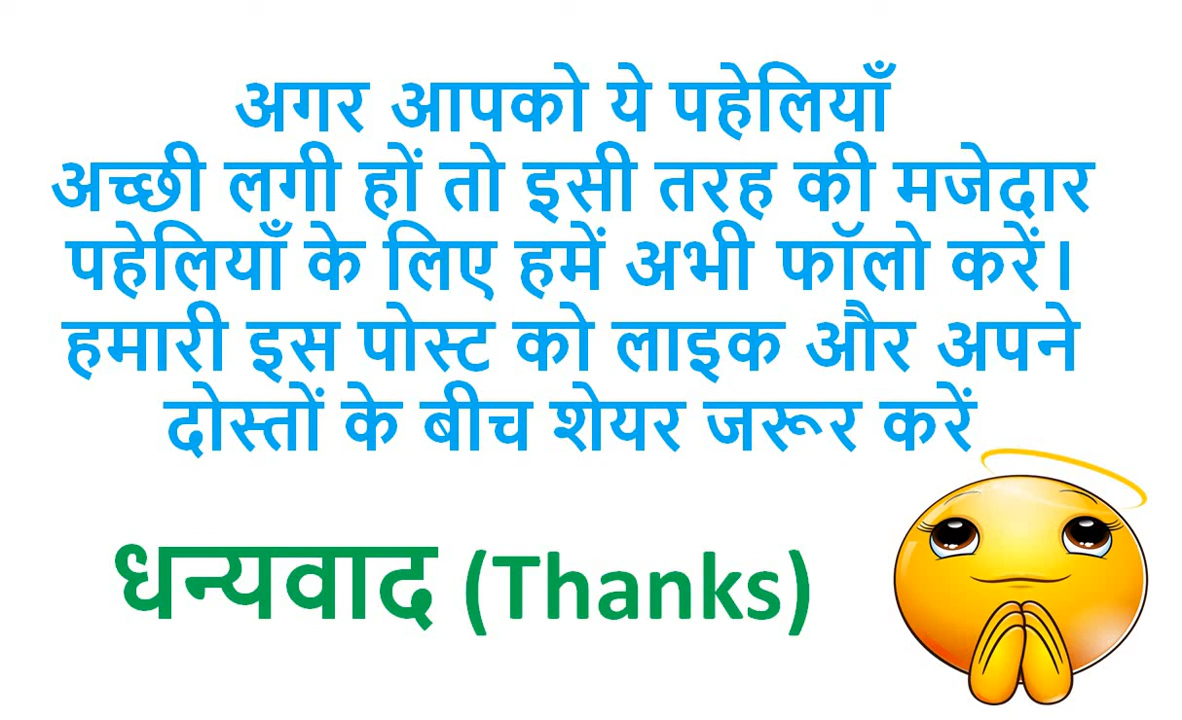 अगर आपको ये पहेलियाँ
अच्छी लगी हों तो इसी तरह की मजेदार
पहेलियाँ के लिए हमें अभी फॉलो करें।
हमारी इस पोस्ट को लाइक और अपने
दोस्तों के बीच शेयर जरूर करें
धन्यवाद (Thanks)